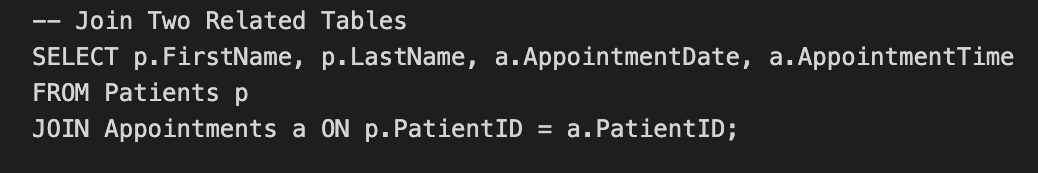 -- Join Two Related Tables
SELECT p.FirstName, p.LastName, a.AppointmentDate, a.AppointmentTime
FROM Patients p
JOIN Appointments a ON p.PatientID = a.PatientID;